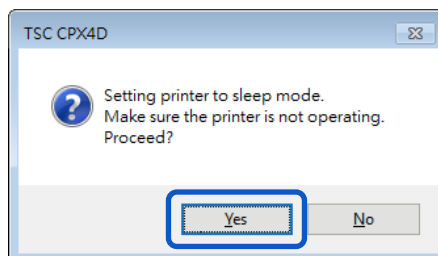 TSC CPX4D
Setting printer to sleep mode.
Make sure the printer is not operating.
Proceed?
Yes
No